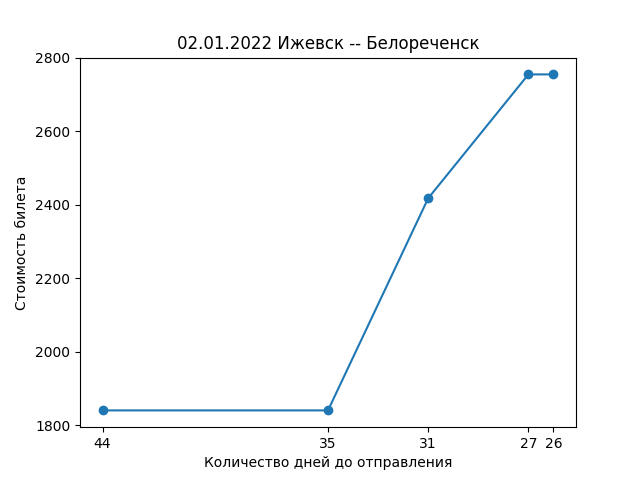 02.01.2022 Ижевск -- Белореченск
Стоимость билета
2800
2600
2400
2200
2000
1800
44 35 31 27 26
Количество дней до отправления